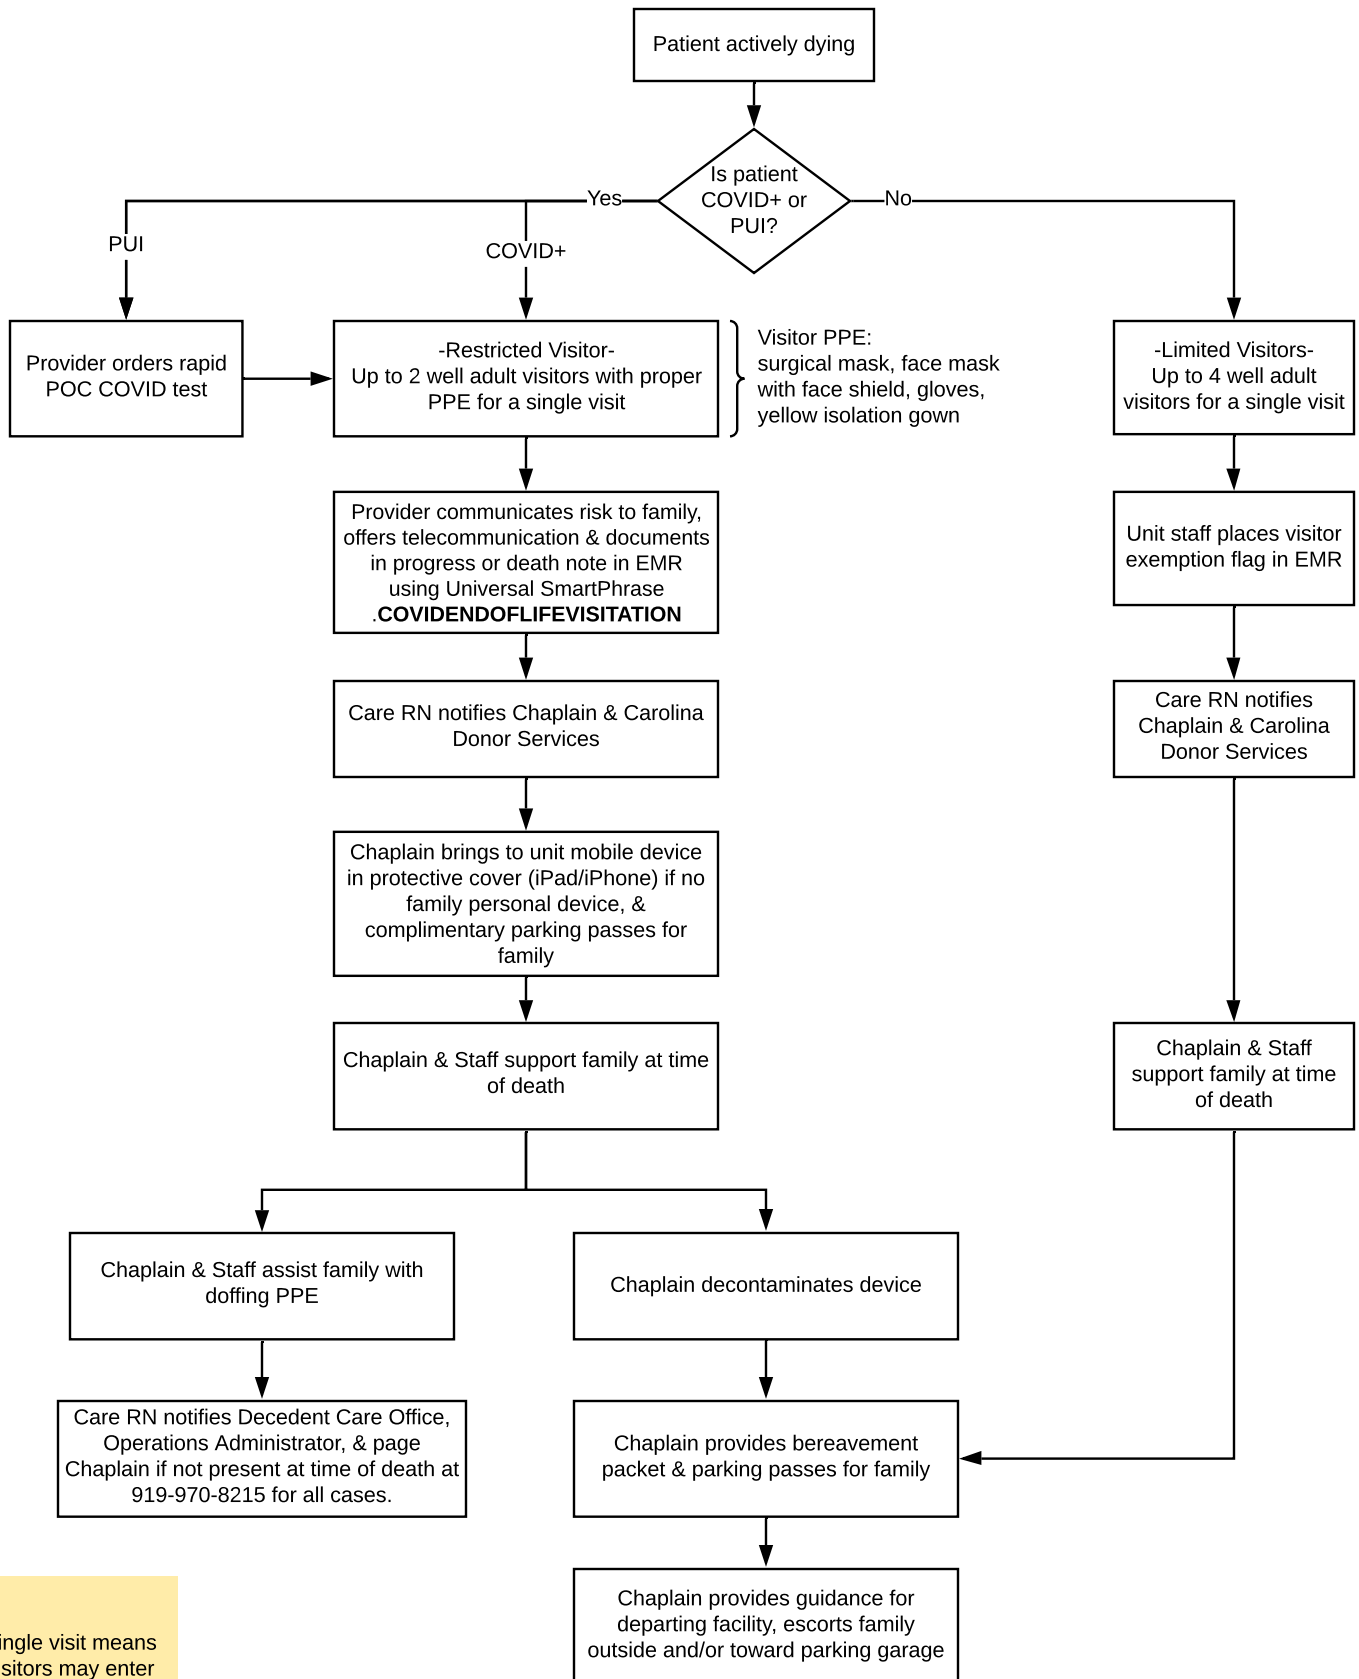 Patient actively dying
Is patient
COVID+ or
PUI?
Yes
No
PUI
COVID+
Provider orders rapid
POC COVID test
-Restricted Visitor-
Up to 2 well adult visitors with proper
PPE for a single visit
Visitor PPE:
surgical mask, face mask
with face shield, gloves,
yellow isolation gown
-Limited Visitors-
Up to 4 well adult
visitors for a single visit
Provider communicates risk to family,
offers telecommunication & documents
in progress or death note in EMR
using Universal SmartPhrase
.COVIDENDOFLIFEVISITATION
Unit staff places visitor
exemption flag in EMR
Care RN notifies Chaplain & Carolina
Donor Services
Care RN notifies
Chaplain & Carolina
Donor Services
Chaplain brings to unit mobile device
in protective cover (iPad/iPhone) if no
family personal device, &
complimentary parking passes for
family
Chaplain & Staff support family at time
of death
Chaplain & Staff
support family at time
of death
Chaplain & Staff assist family with
doffing PPE
Chaplain decontaminates device
Care RN notifies Decedent Care Office,
Operations Administrator, & page
Chaplain if not present at time of death at
919-970-8215 for all cases.
Chaplain provides bereavement
packet & parking passes for family
Chaplain provides guidance for
departing facility, escorts family
outside and/or toward parking garage
visit means
may enter